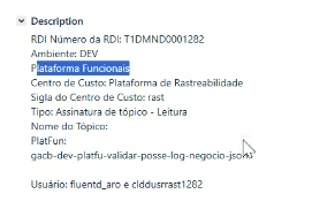 Description
RDI Número da RDI: T1DMND0001282
Ambiente: DEV
Plataforma Funcionais
Centro de Custo: Plataforma de Rastreabilidade
Sigla do Centro de Custo: rast
Tipo: Assinatura de tópico - Leitura
Nome do Tópico:
PlatFun:
gacb-dev-platfu-validar-posse-log-negocio-jsons
Usuário: fluentd_aro e clddusrrast1282